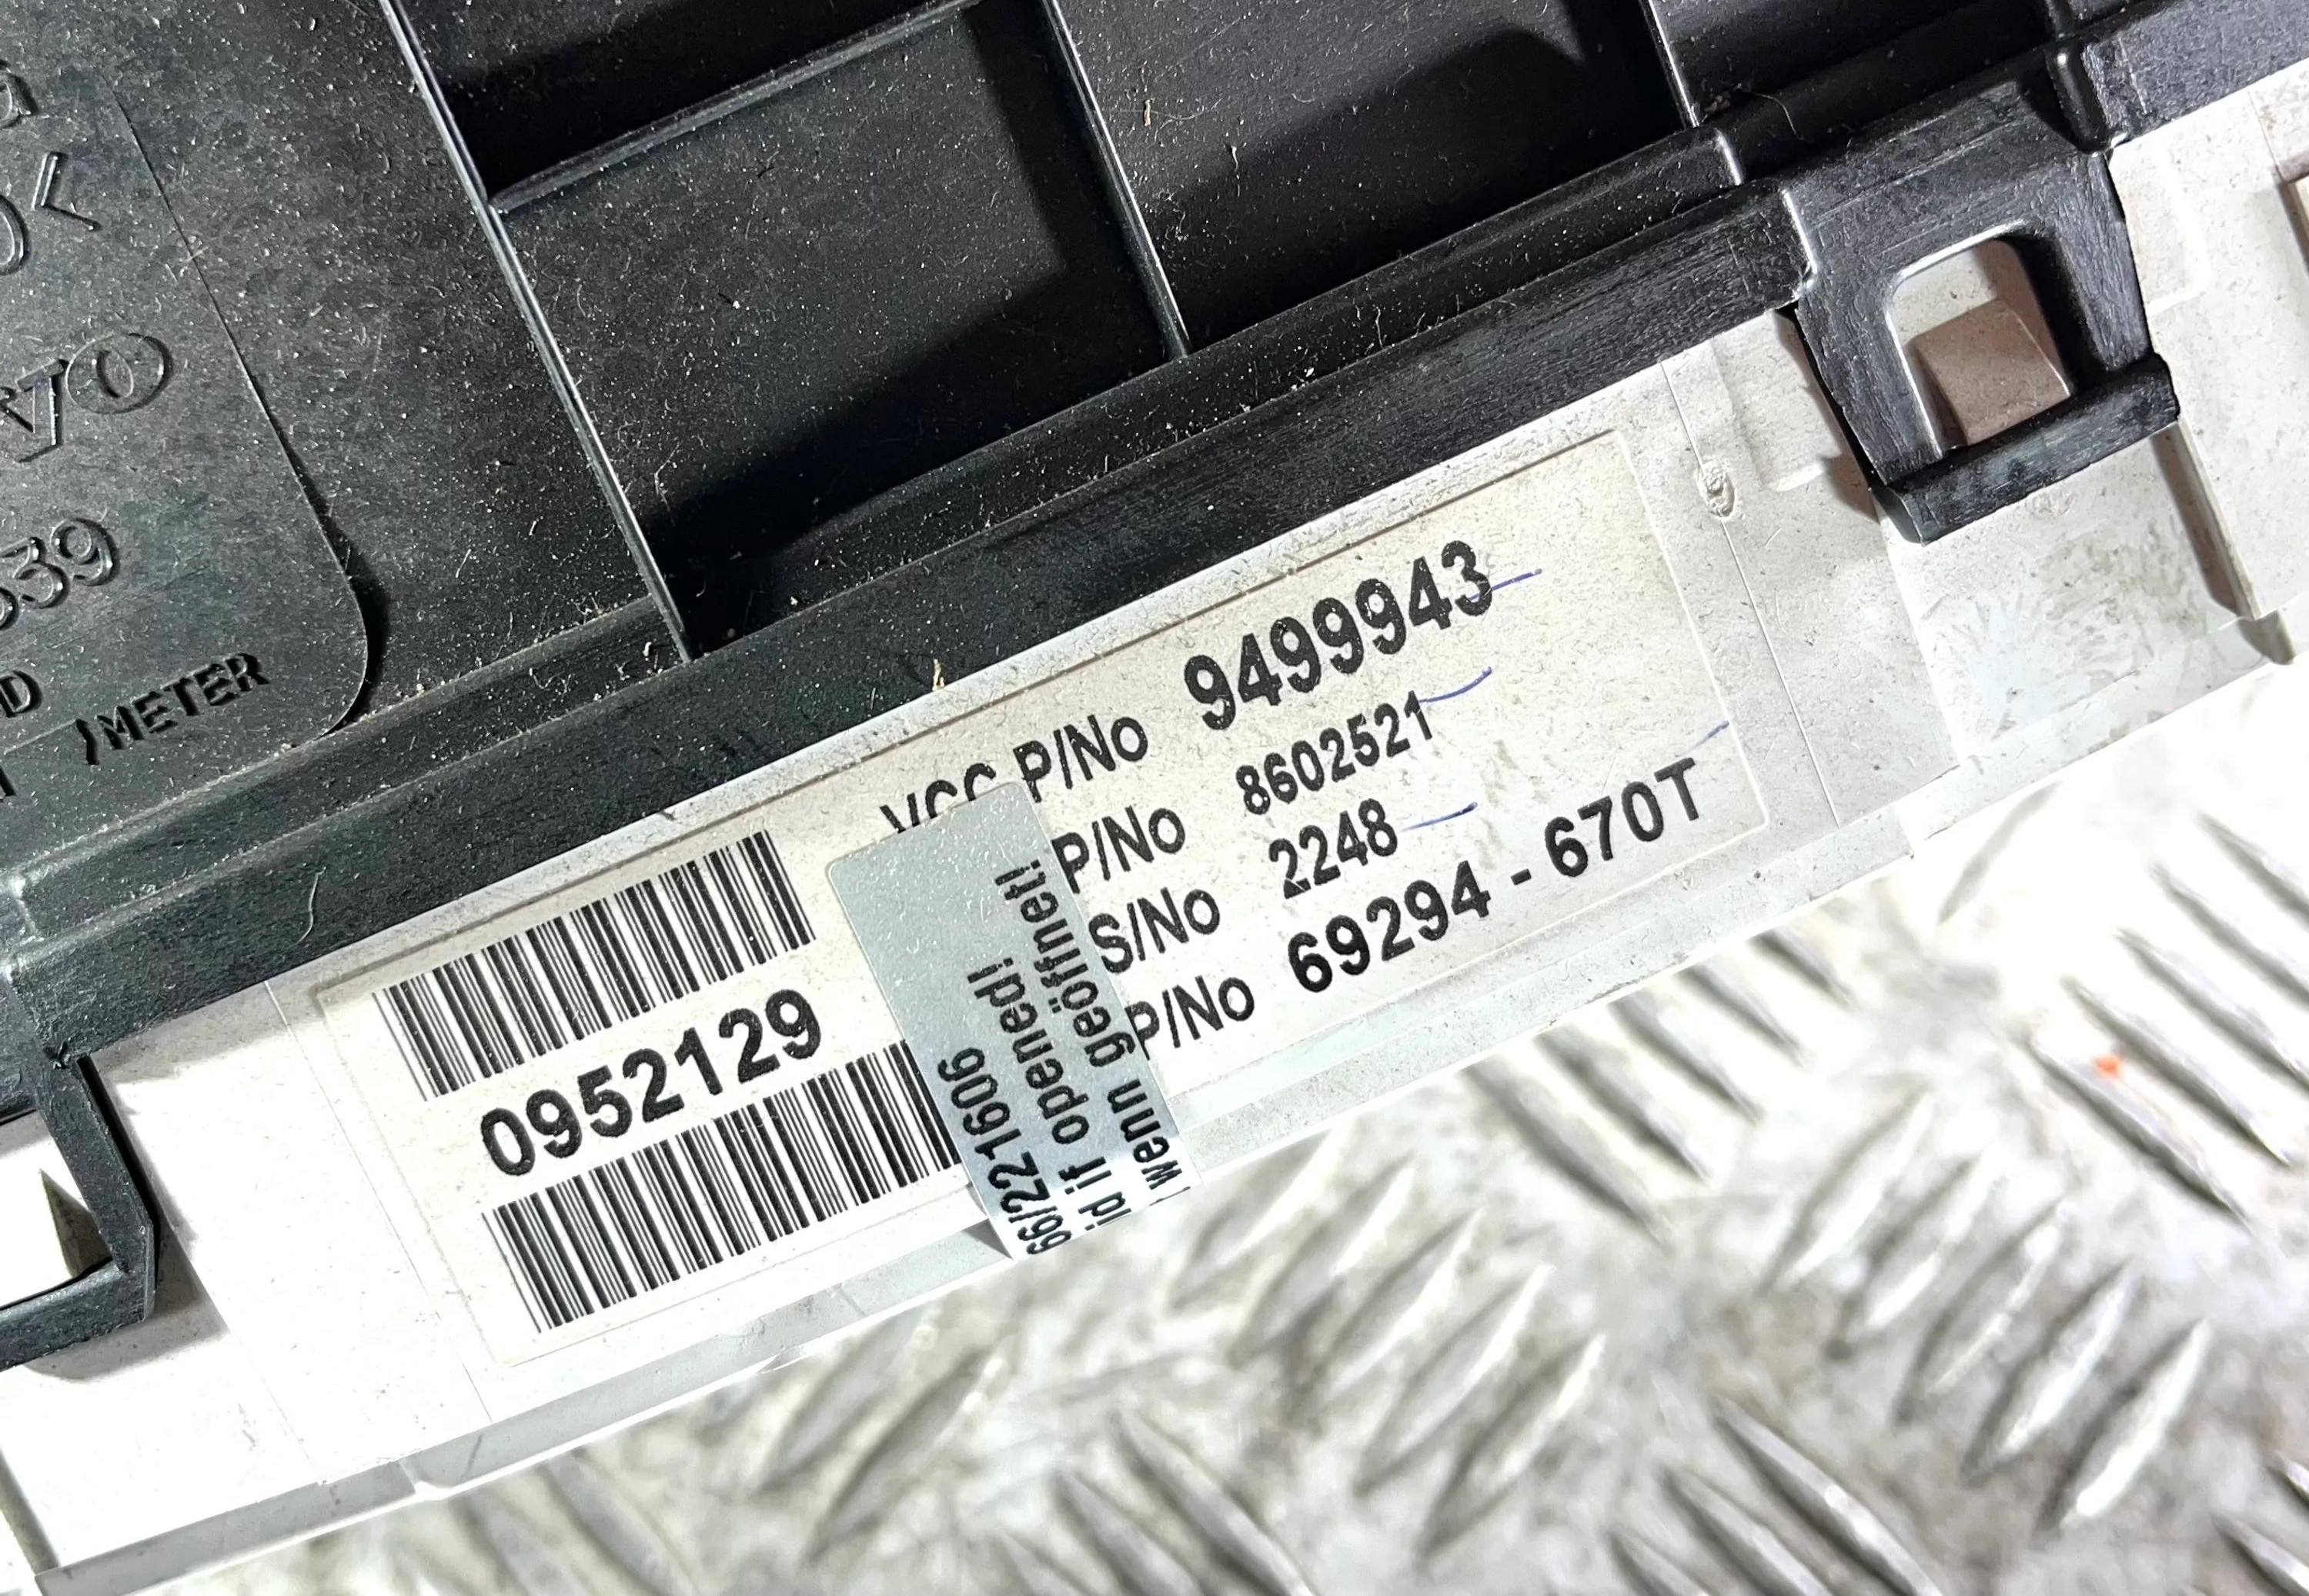 VCC P/No 9499943
P/No 8602521
S/No 2248
P/No 69294-670T
0952129
66/221606
id if opened!
wenn geöffnet!
39
METER